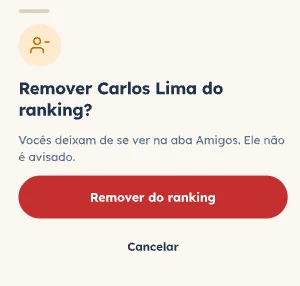 Remover Carlos Lima do
ranking?
Vocês deixam de se ver na aba Amigos. Ele não
é avisado.
Remover do ranking
Cancelar